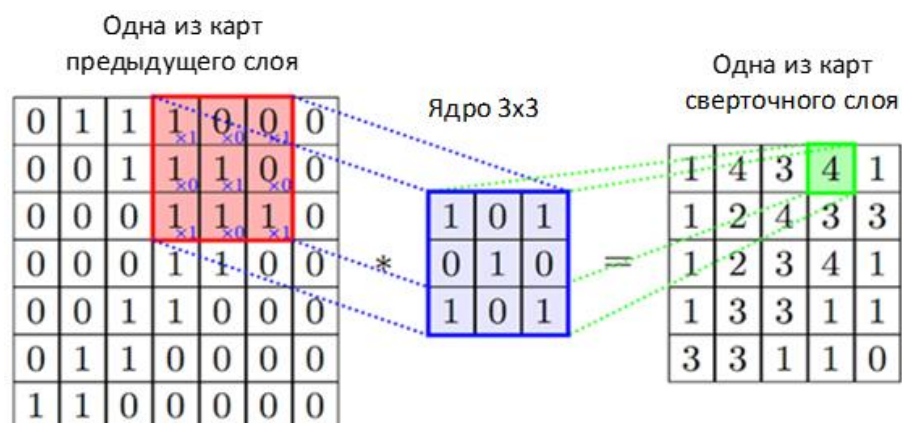 Одна из карт
предыдущего слоя
Ядро 3x3
Одна из карт
сверточного слоя
0 1 1 1 0 0 0
×1 ×0 ×1
0 0 1 1 1 0 0
×0 ×1 ×0
0 0 0 1 1 1 0
×1 ×0 ×1
0 0 0 1 1 0 0
0 0 1 1 0 0 0
0 1 1 0 0 0 0
1 1 0 0 0 0 0
*
1 0 1
0 1 0
1 0 1
=
1 4 3 4 1
1 2 4 3 3
1 2 3 4 1
1 3 3 1 1
3 3 1 1 0